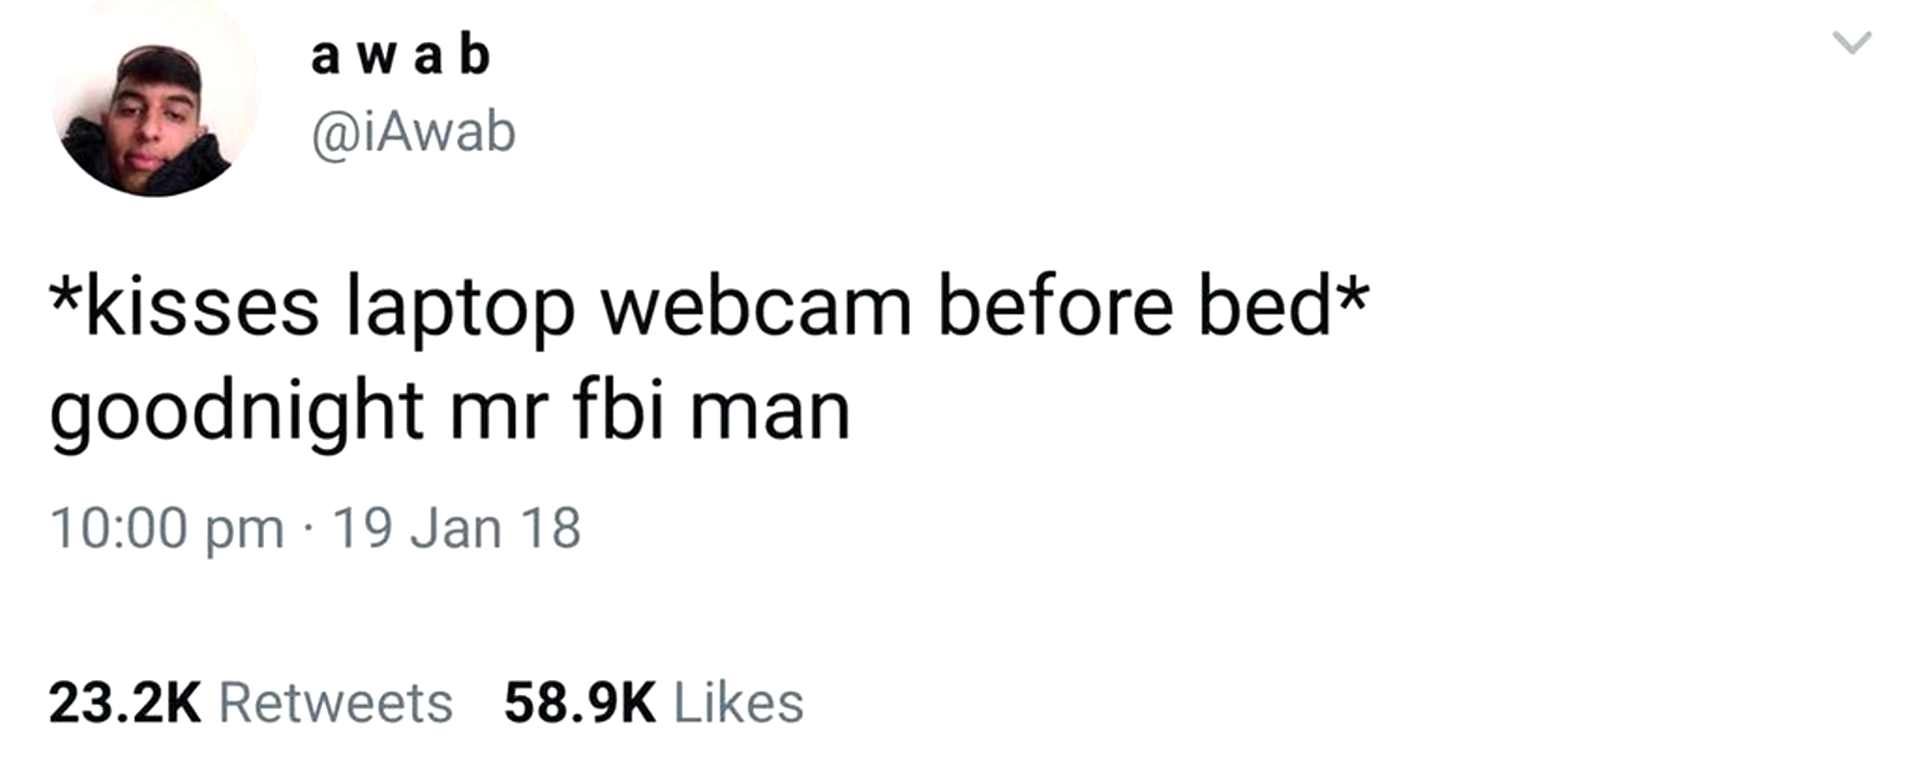 a w a b
@iAwab
*kisses laptop webcam before bed*
goodnight mr fbi man
10:00 pm · 19 Jan 18
23.2K Retweets 58.9K Likes